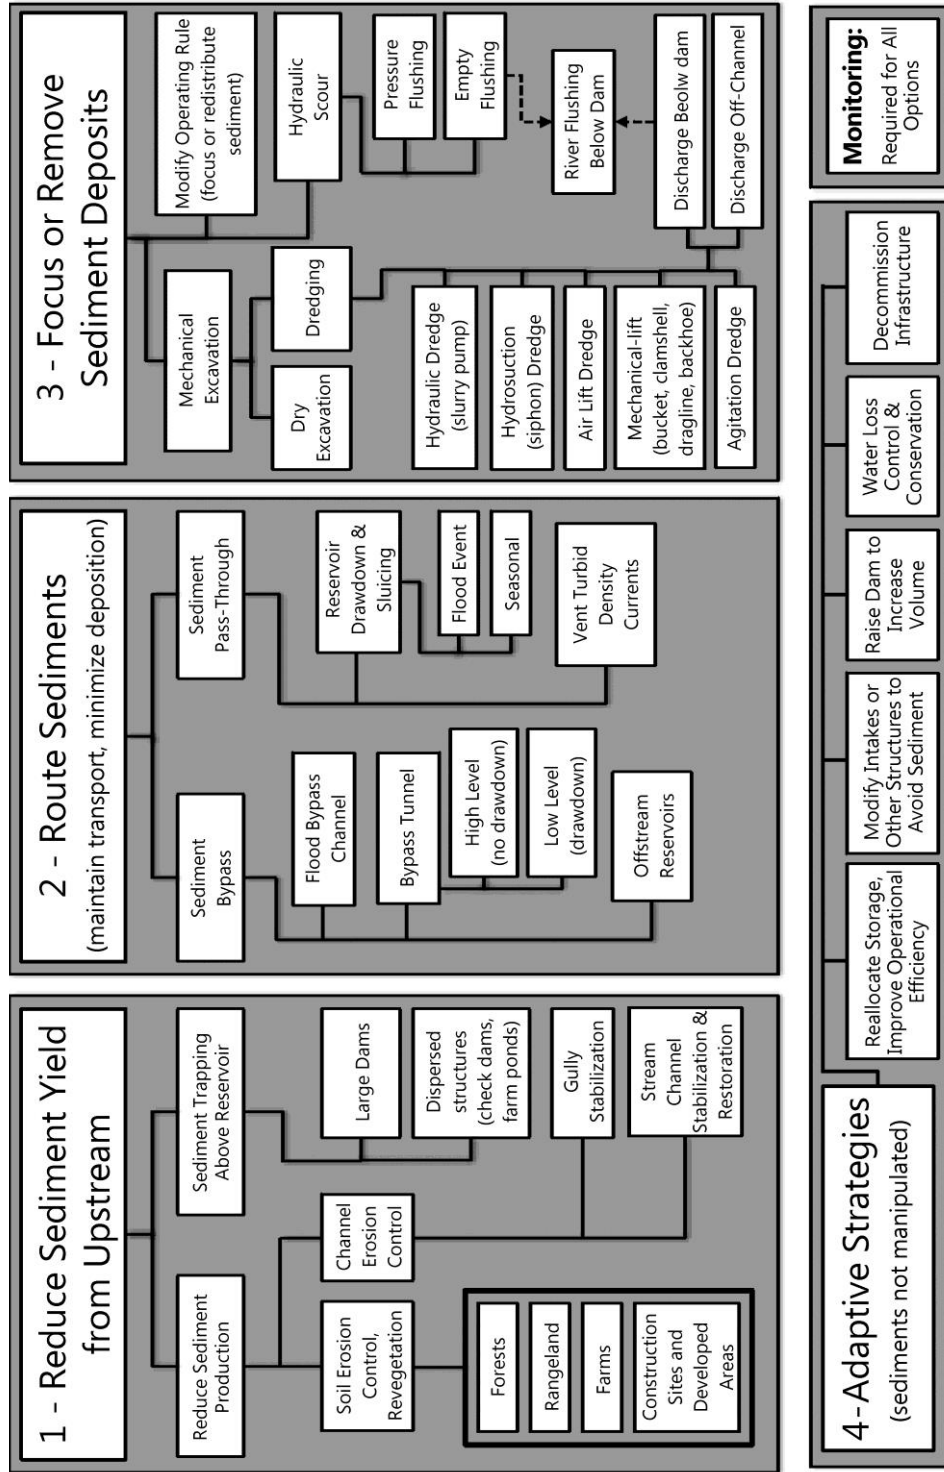 1 - Reduce Sediment Yield
from Upstream
Reduce Sediment
Production
Sediment Trapping
Above Reservoir
Soil Erosion
Control,
Revegetation
Channel
Erosion
Control
Large Dams
Dispersed
structures
(check dams,
farm ponds)
Forests
Rangeland
Farms
Construction
Sites and
Developed
Areas
Gully
Stabilization
Stream
Channel
Stabilization &
Restoration
2 - Route Sediments
(maintain transport, minimize deposition)
Sediment
Bypass
Sediment
Pass-Through
Flood Bypass
Channel
Bypass Tunnel
High Level
(no drawdown)
Low Level
(drawdown)
Offstream
Reservoirs
Reservoir
Drawdown &
Sluicing
Flood Event
Seasonal
Vent Turbid
Density
Currents
3 - Focus or Remove
Sediment Deposits
Mechanical
Excavation
Modify Operating Rule
(focus or redistribute
sediment)
Dry
Excavation
Dredging
Hydraulic
Scour
Pressure
Flushing
Empty
Flushing
River Flushing
Below Dam
Hydraulic Dredge
(slurry pump)
Hydrosuction
(siphon) Dredge
Air Lift Dredge
Mechanical-lift
(bucket, clamshell,
dragline, backhoe)
Agitation Dredge
Discharge Beolw dam
Discharge Off-Channel
4-Adaptive Strategies
(sediments not manipulated)
Reallocate Storage,
Improve Operational
Efficiency
Modify Intakes or
Other Structures to
Avoid Sediment
Raise Dam to
Increase
Volume
Water Loss
Control &
Conservation
Decommission
Infrastructure
Monitoring:
Required for All
Options